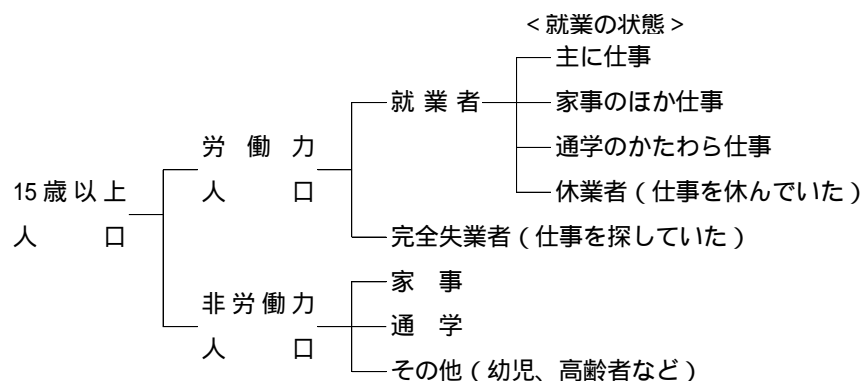 <就業の状態>
主に仕事
就業者 家事のほか仕事
労働力 通学のかたわら仕事
15歳以上 人口 休業者(仕事を休んでいた)
人口 完全失業者(仕事を探していた)
家事
非労働力 通学
人口 その他(幼児、高齢者など)